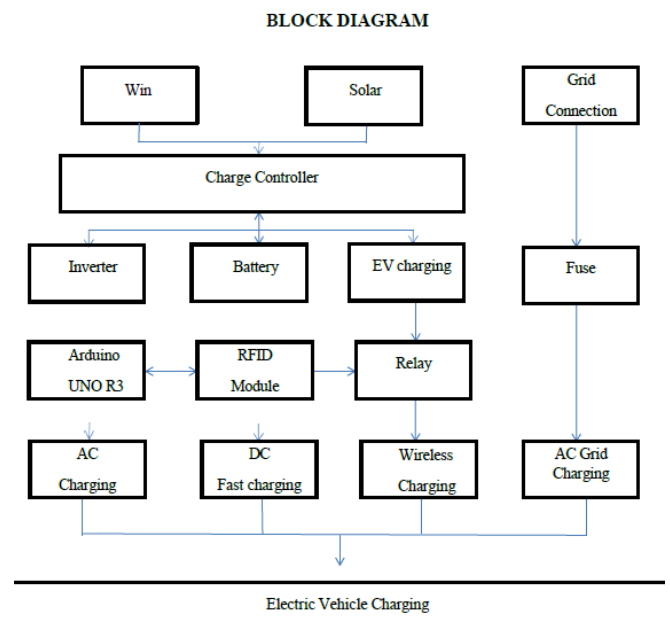 BLOCK DIAGRAM
Win
Solar
Grid
Connection
Charge Controller
Inverter
Battery
EV charging
Fuse
Arduino
UNO R3
RFID
Module
Relay
AC
Charging
DC
Fast charging
Wireless
Charging
AC Grid
Charging
Electric Vehicle Charging